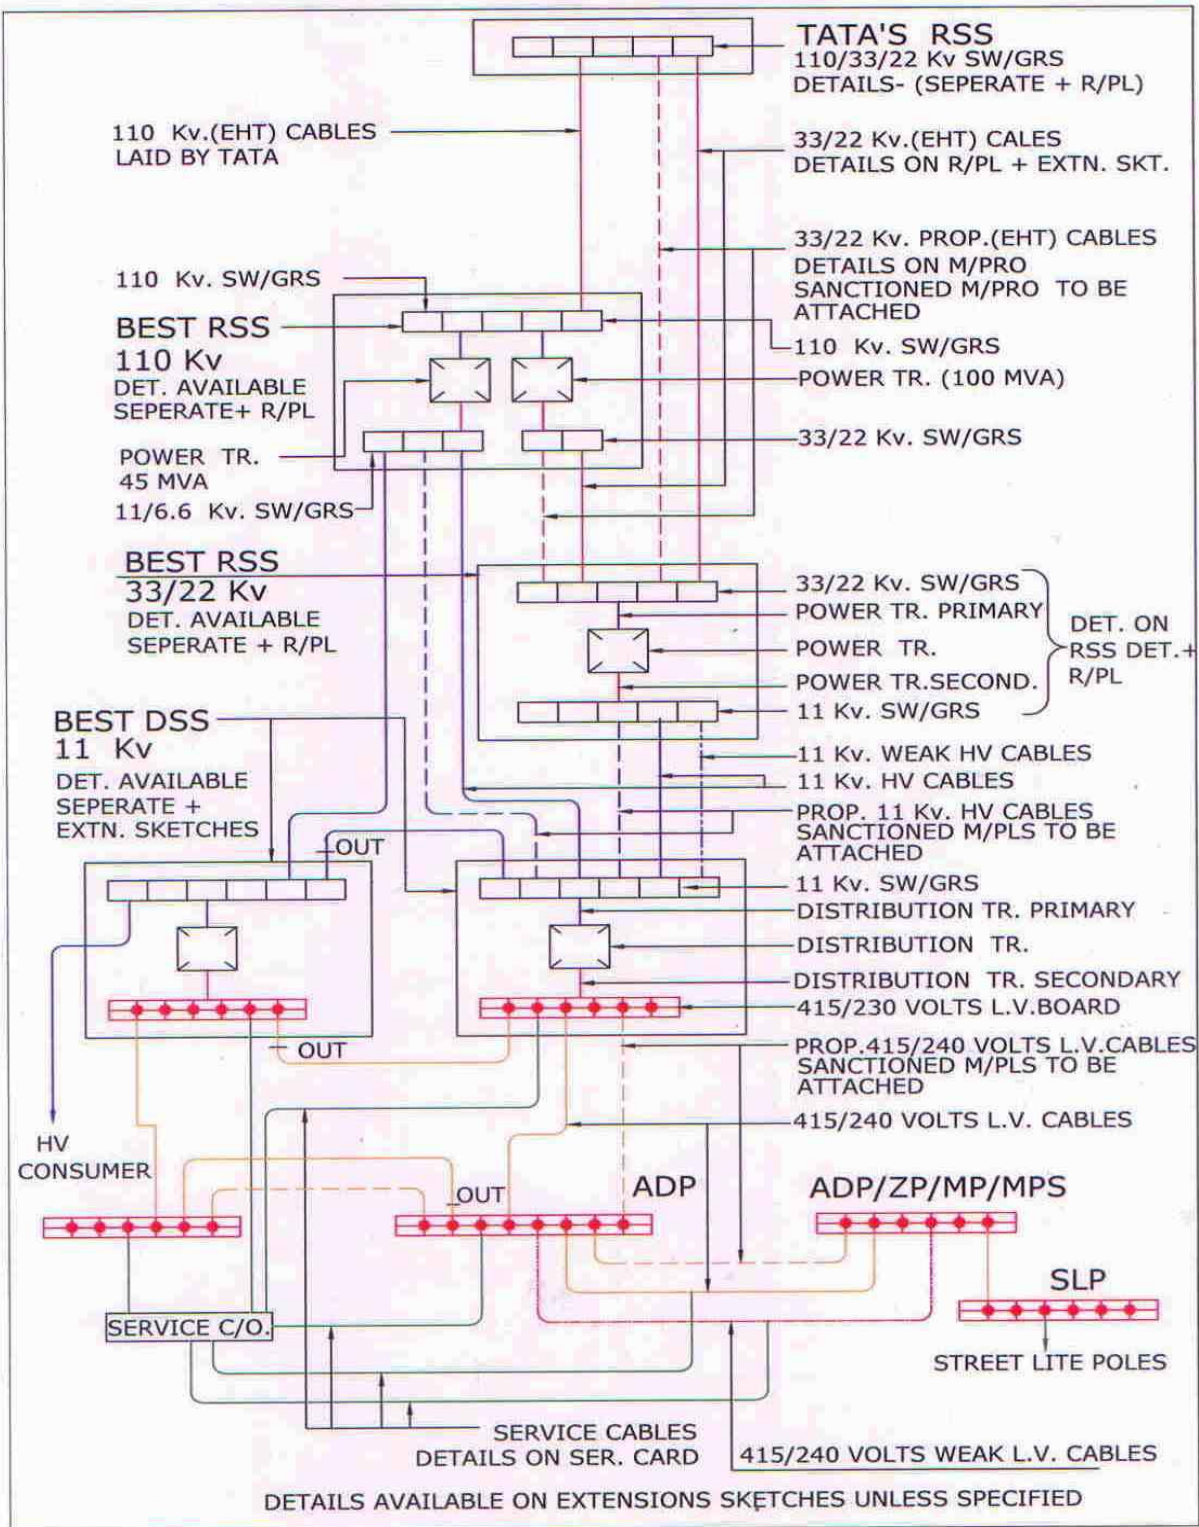 TATA'S RSS
110/33/22 Kv SW/GRS
DETAILS- (SEPERATE + R/PL)
110 Kv.(EHT) CABLES
LAID BY TATA
33/22 Kv.(EHT) CALES
DETAILS ON R/PL + EXTN. SKT.
33/22 Kv. PROP.(EHT) CABLES
DETAILS ON M/PRO
SANCTIONED M/PRO TO BE
ATTACHED
110 Kv. SW/GRS
BEST RSS
110 Kv
DET. AVAILABLE
SEPERATE+ R/PL
POWER TR.
45 MVA
11/6.6 Kv. SW/GRS
110 Kv. SW/GRS
POWER TR. (100 MVA)
33/22 Kv. SW/GRS
BEST RSS
33/22 Kv
DET. AVAILABLE
SEPERATE + R/PL
33/22 Kv. SW/GRS
POWER TR. PRIMARY
POWER TR.
POWER TR.SECOND.
11 Kv. SW/GRS
DET. ON
RSS DET.+
R/PL
BEST DSS
11 Kv
DET. AVAILABLE
SEPERATE +
EXTN. SKETCHES
11 Kv. WEAK HV CABLES
11 Kv. HV CABLES
PROP. 11 Kv. HV CABLES
SANCTIONED M/PLS TO BE
ATTACHED
OUT
11 Kv. SW/GRS
DISTRIBUTION TR. PRIMARY
DISTRIBUTION TR.
DISTRIBUTION TR. SECONDARY
415/230 VOLTS L.V.BOARD
OUT
PROP.415/240 VOLTS L.V.CABLES
SANCTIONED M/PLS TO BE
ATTACHED
415/240 VOLTS L.V. CABLES
HV
CONSUMER
OUT
ADP
ADP/ZP/MP/MPS
SLP
SERVICE C/O.
STREET LITE POLES
SERVICE CABLES
DETAILS ON SER. CARD
415/240 VOLTS WEAK L.V. CABLES
DETAILS AVAILABLE ON EXTENSIONS SKETCHES UNLESS SPECIFIED